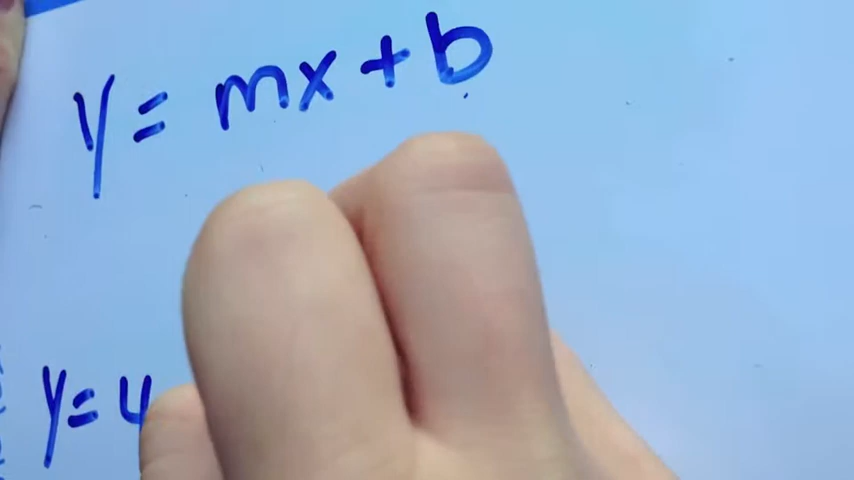 y = mx + b
y = 4